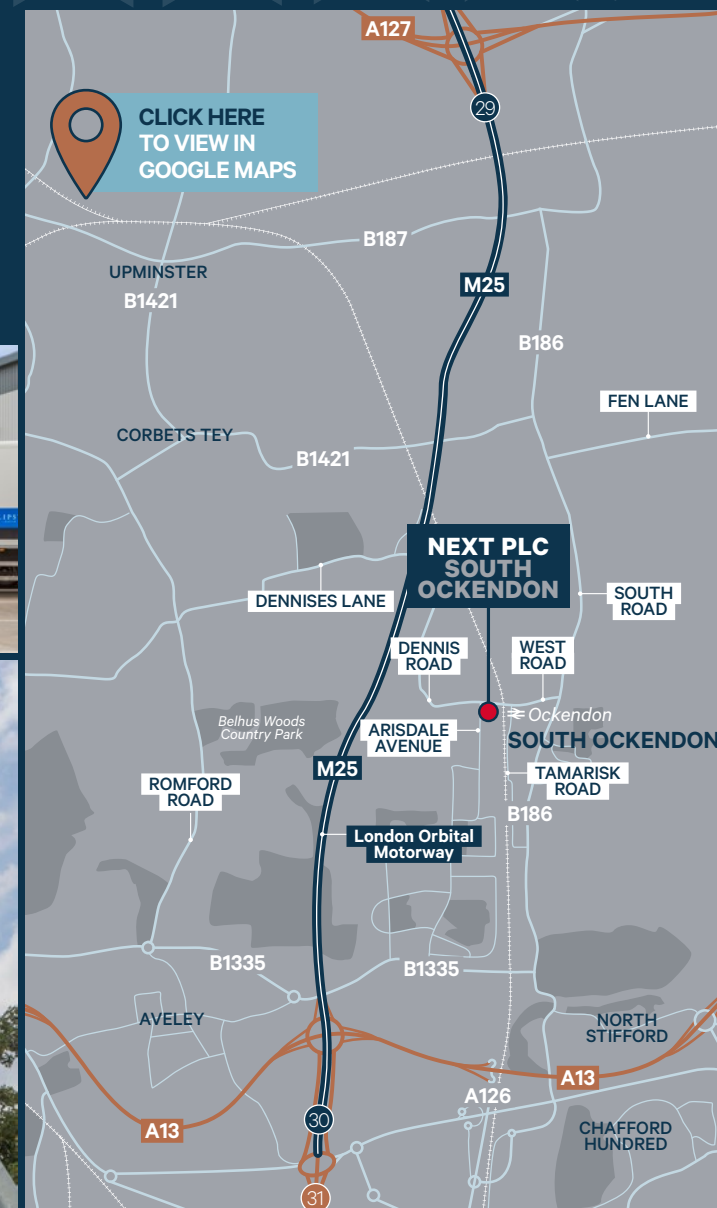 A127
29
CLICK HERE
TO VIEW IN
GOOGLE MAPS
B187
UPMINSTER
B1421
M25
B186
FEN LANE
CORBETS TEY
B1421
NEXT PLC
SOUTH
OCKENDON
DENNISES LANE
SOUTH
ROAD
DENNIS
ROAD
WEST
ROAD
Ockendon
Belhus Woods
Country Park
ARISDALE
AVENUE
SOUTH OCKENDON
M25
TAMARISK
ROAD
ROMFORD
ROAD
B186
London Orbital
Motorway
B1335
B1335
AVELEY
NORTH
STIFFORD
A13
A126
30
A13
CHAFFORD
HUNDRED
31